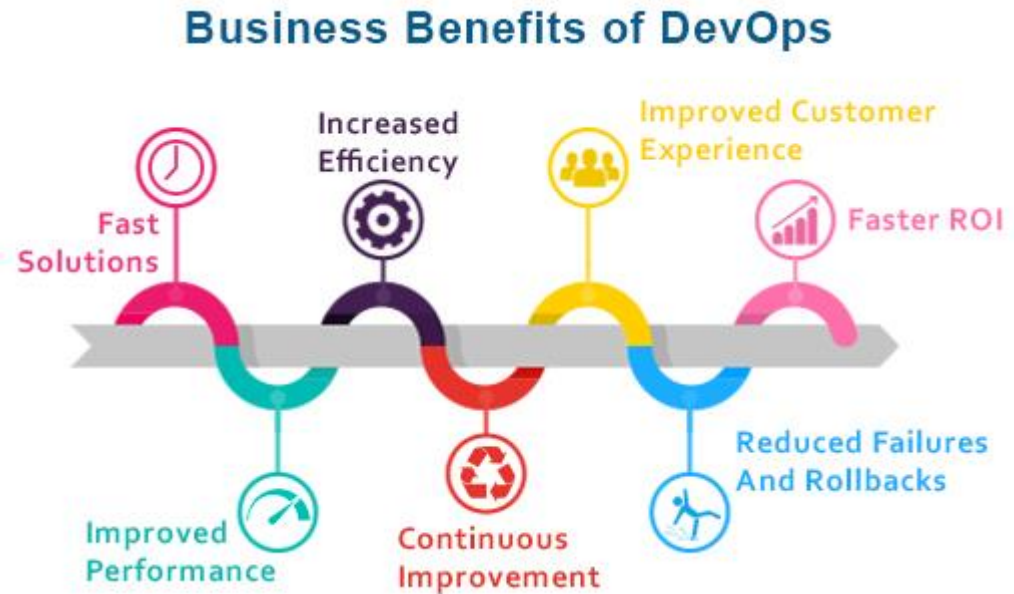 Business Benefits of DevOps
Fast
Solutions
Improved
Performance
Increased
Efficiency
Continuous
Improvement
Improved Customer
Experience
Reduced Failures
And Rollbacks
Faster ROI